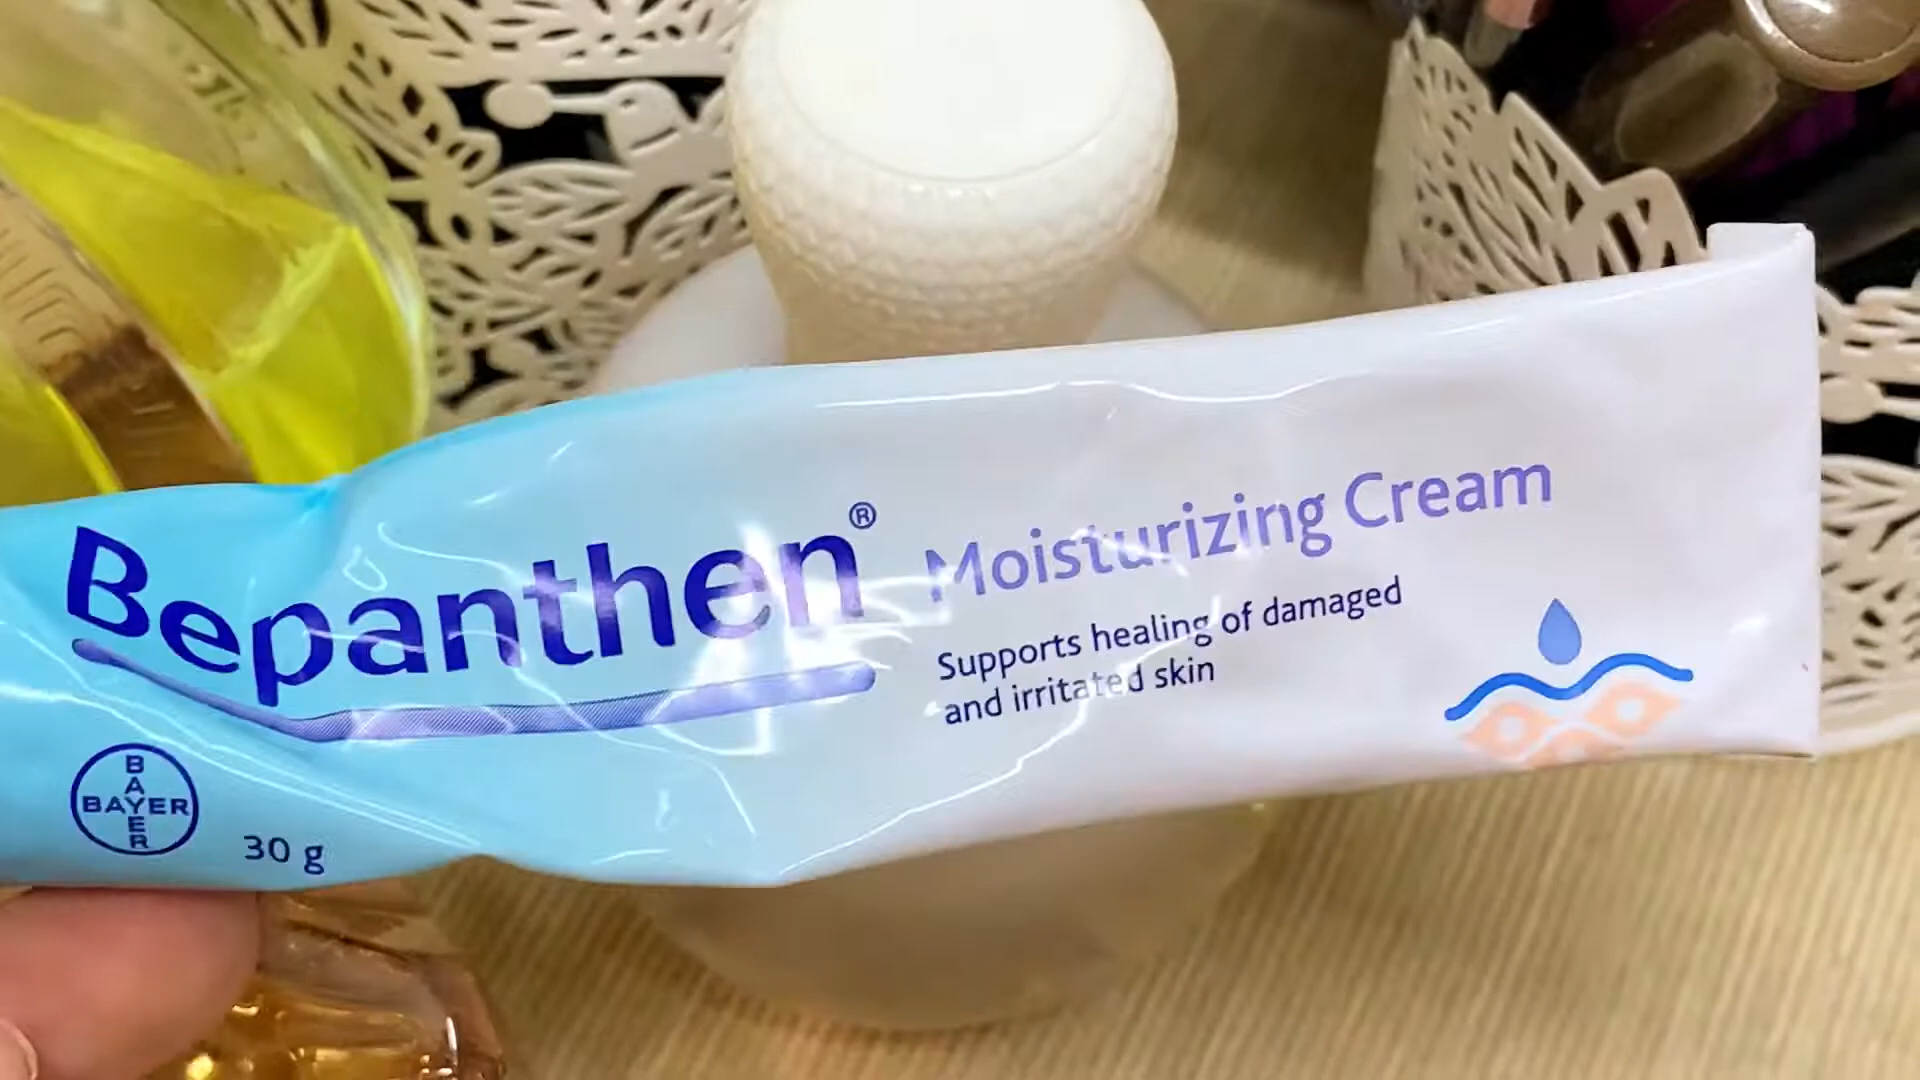 Bepanthen® Moisturizing Cream
Supports healing of damaged
and irritated skin
BAYER
BAYER
30 g